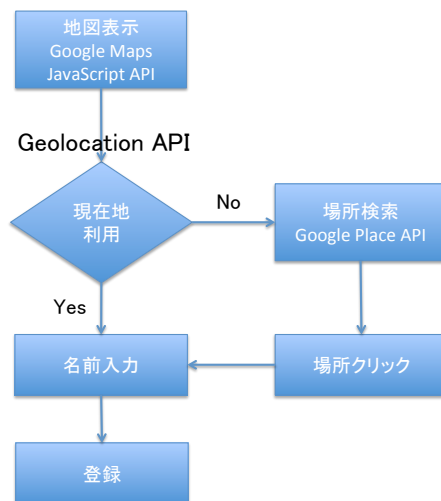 地図表示
Google Maps
JavaScript API
Geolocation API
現在地
利用
No
場所検索
Google Place API
Yes
名前入力
場所クリック
登録